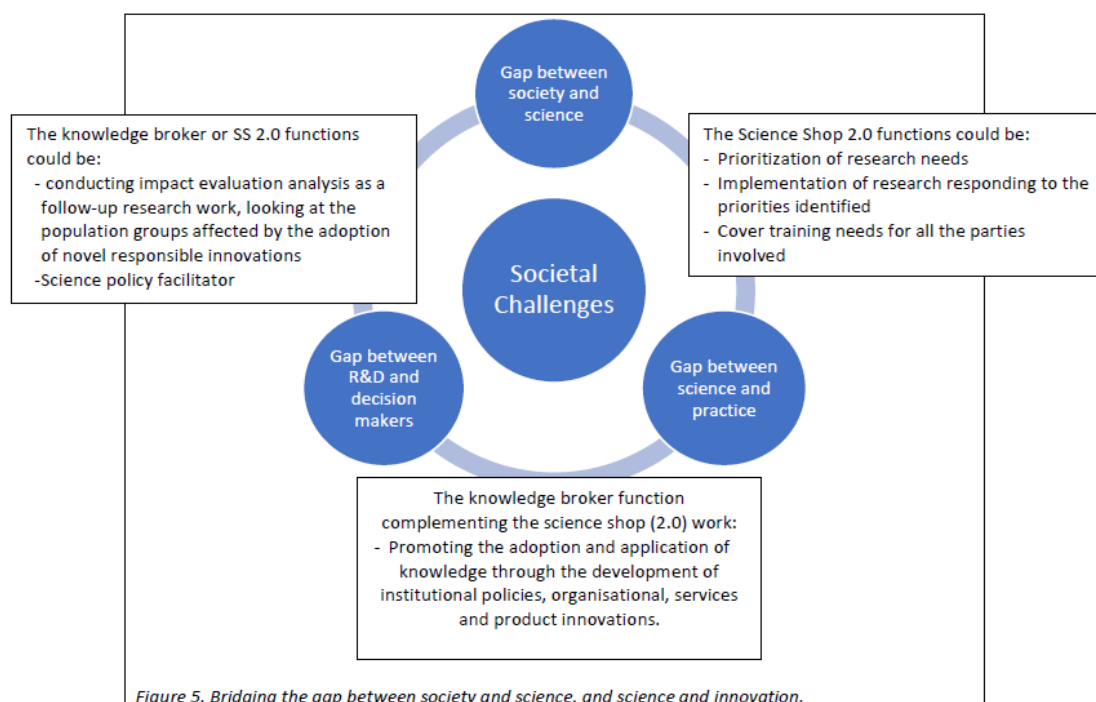 Gap between
society and
science
The knowledge broker or SS 2.0 functions
could be:
- conducting impact evaluation analysis as a
follow-up research work, looking at the
population groups affected by the adoption
of novel responsible innovations
-Science policy facilitator
The Science Shop 2.0 functions could be:
- Prioritization of research needs
- Implementation of research responding to the
priorities identified
- Cover training needs for all the parties
involved
Societal
Challenges
Gap between
R&D and
decision
makers
Gap between
science and
practice
The knowledge broker function
complementing the science shop (2.0) work:
- Promoting the adoption and application of
knowledge through the development of
institutional policies, organisational, services
and product innovations.
Figure 5. Bridging the gap between society and science, and science and innovation.